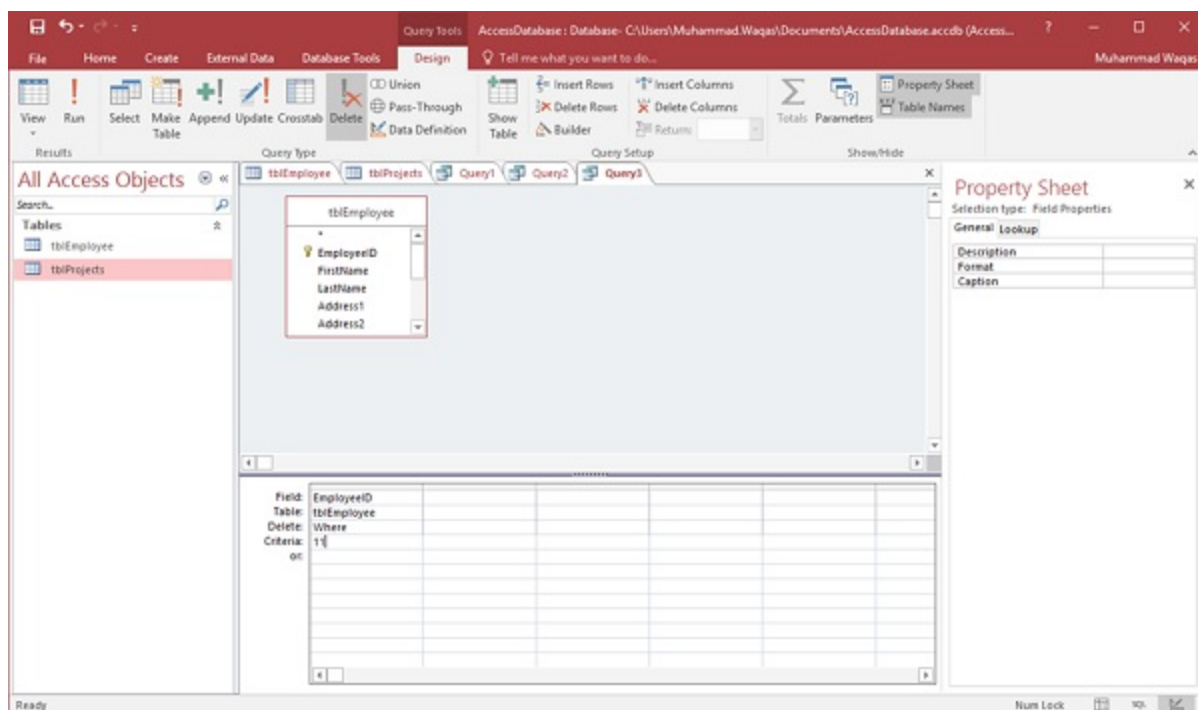 Query Tools AccessDatabase : Database- C:\Users\Muhammad.Waqas\Documents\AccessDatabase.accdb (Access... ?
File Home Create External Data Database Tools Design Tell me what you want to do... Muhammad Waqas
View Run Select Make Table Append Update Crosstab Delete
Union
Pass-Through
Data Definition
Show Table
Insert Rows
Delete Rows
Builder
Insert Columns
Delete Columns
Return:
Totals Parameters
Property Sheet
Table Names
Results Query Type Query Setup Show/Hide
All Access Objects
Search...
Tables
tblEmployee
tblProjects
tblEmployee tblProjects Query1 Query2 Query3
tblEmployee
*
EmployeeID
FirstName
LastName
Address1
Address2
Field: EmployeeID
Table: tblEmployee
Delete: Where
Criteria: 11
or:
Property Sheet
Selection type: Field Properties
General Lookup
Description
Format
Caption
Ready Num Lock SQL